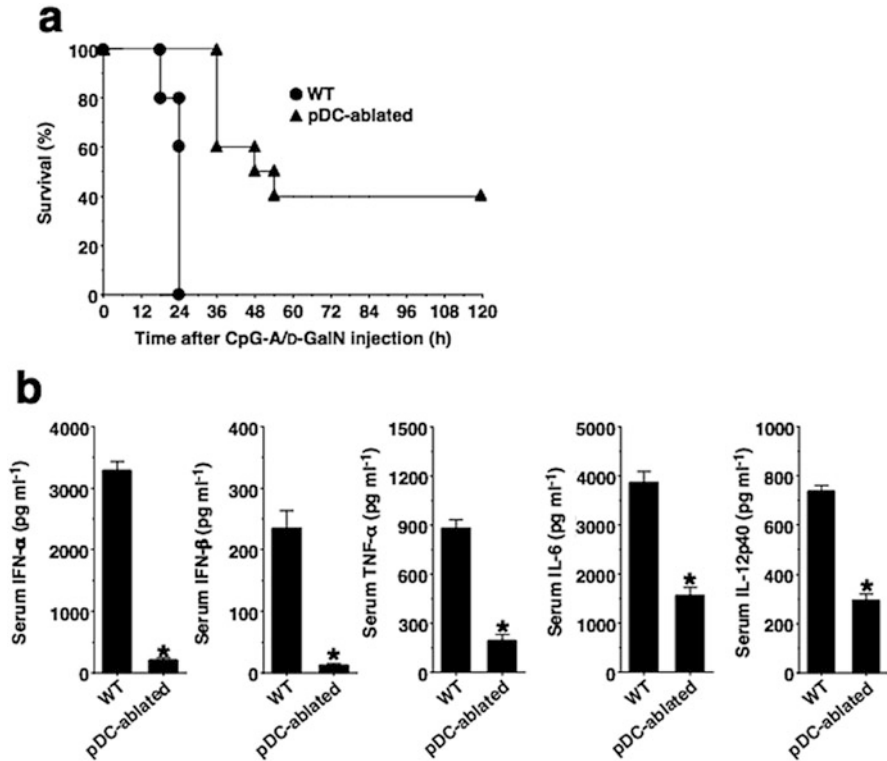 a
Survival (%)
100
80
60
40
20
0
WT
pDC-ablated
0 12 24 36 48 60 72 84 96 108 120
Time after CpG-A/D-GalN injection (h)
b
Serum IFN-α (pg ml-1)
4000
3000
2000
1000
0
*
WT
pDC-ablated
Serum IFN-β (pg ml-1)
400
300
200
100
0
*
WT
pDC-ablated
Serum TNF-α (pg ml-1)
1500
1200
900
600
300
0
*
WT
pDC-ablated
Serum IL-6 (pg ml-1)
5000
4000
3000
2000
1000
0
*
WT
pDC-ablated
Serum IL-12p40 (pg ml-1)
1000
800
600
400
200
0
*
WT
pDC-ablated